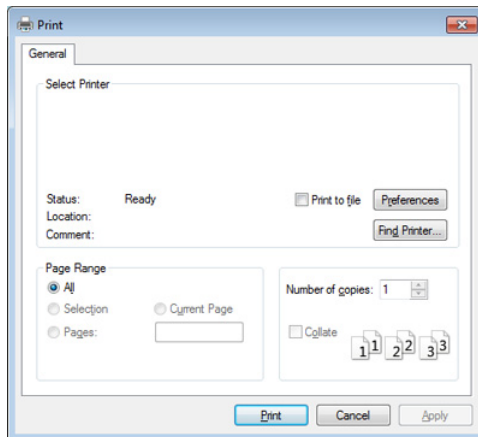 Print
General
Select Printer
Status: Ready
Print to file
Preferences
Location:
Comment:
Find Printer...
Page Range
All
Selection
Current Page
Pages:
Number of copies: 1
Collate
1 1 2 2 3 3
Print
Cancel
Apply